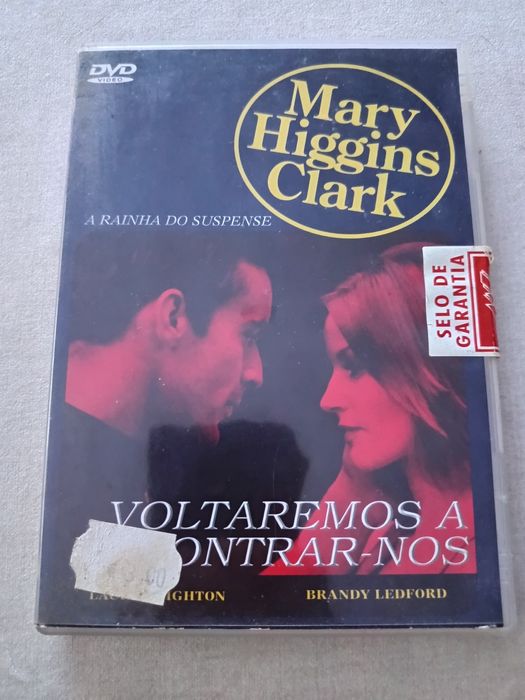 DVD
VIDEO
Mary
Higgins
Clark
A RAINHA DO SUSPENSE
SELO DE
GARANTIA
VOLTAREMOS A
ONTRAR-NOS
BRANDY LEDFORD